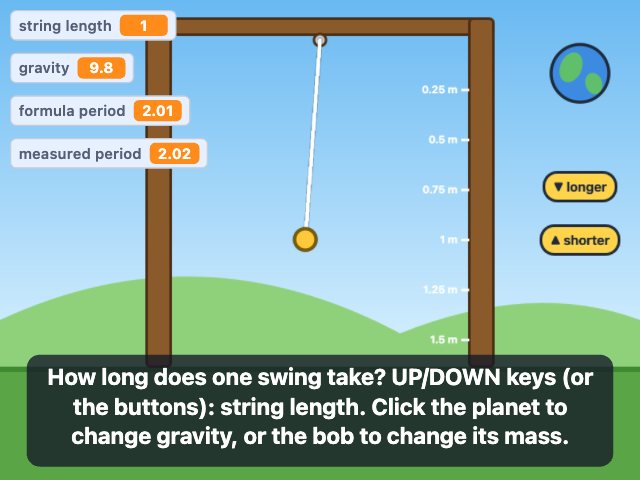 string length 1
gravity 9.8
formula period 2.01
measured period 2.02
0.25 m
0.5 m
0.75 m
1 m
1.25 m
1.5 m
▼ longer
▲ shorter
How long does one swing take? UP/DOWN keys (or
the buttons): string length. Click the planet to
change gravity, or the bob to change its mass.